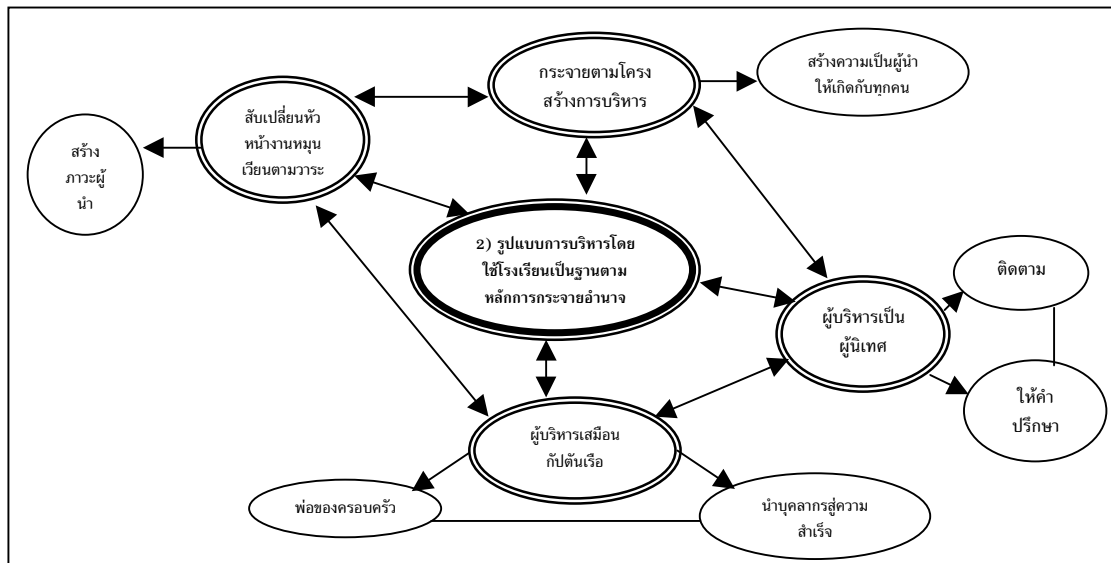 กระจายตามโครง
สร้างการบริหาร
สร้างความเป็นผู้นำ
ให้เกิดกับทุกคน
สับเปลี่ยนหัว
หน้างานหมุน
เวียนตามวาระ
สร้าง
ภาวะผู้
นำ
2) รูปแบบการบริหารโดย
ใช้โรงเรียนเป็นฐานตาม
หลักการกระจายอำนาจ
ติดตาม
ผู้บริหารเป็น
ผู้นิเทศ
ให้คำ
ปรึกษา
ผู้บริหารเสมือน
กัปตันเรือ
พ่อของครอบครัว
นำบุคลากรสู่ความ
สำเร็จ